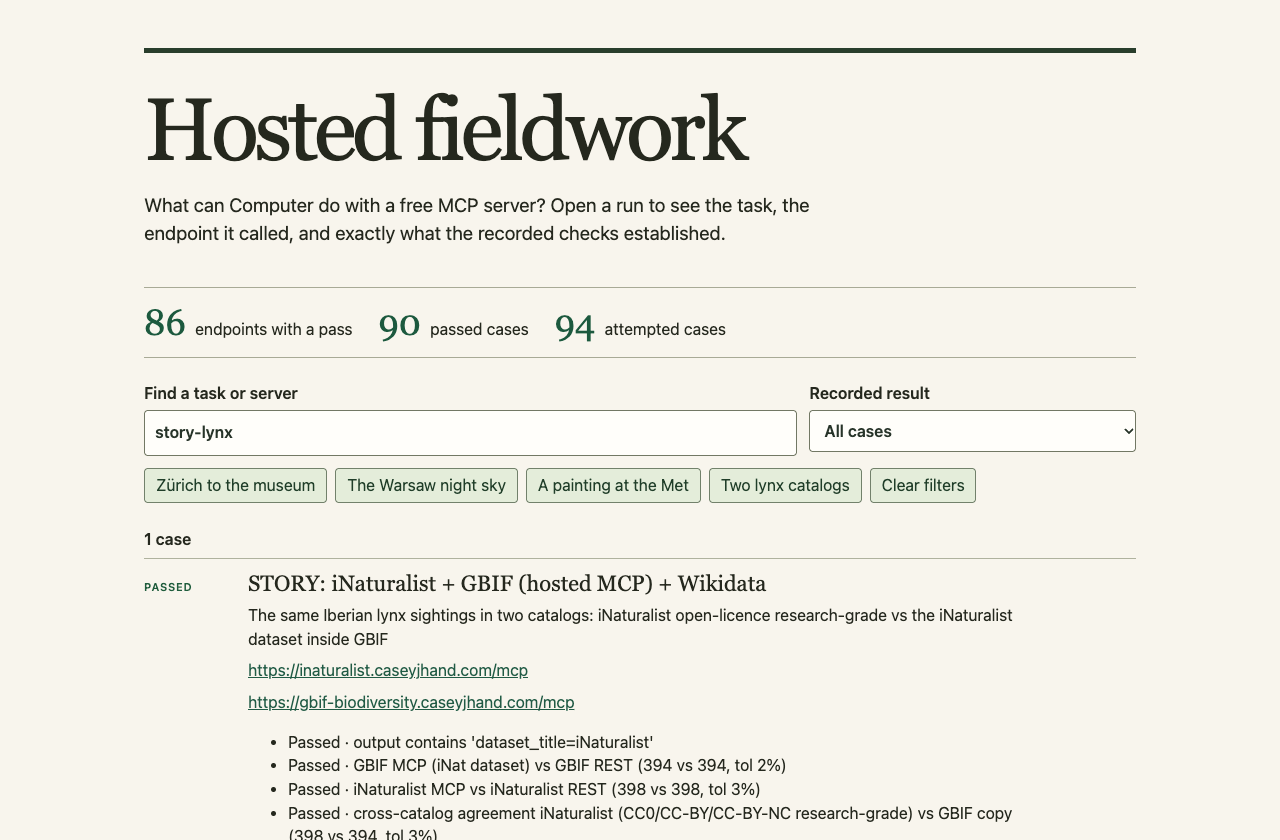 Hosted fieldwork
What can Computer do with a free MCP server? Open a run to see the task, the
endpoint it called, and exactly what the recorded checks established.
86 endpoints with a pass 90 passed cases 94 attempted cases
Find a task or server Recorded result
story-lynx All cases
Zürich to the museum The Warsaw night sky A painting at the Met Two lynx catalogs Clear filters
1 case
PASSED STORY: iNaturalist + GBIF (hosted MCP) + Wikidata
The same Iberian lynx sightings in two catalogs: iNaturalist open-licence research-grade vs the iNaturalist
dataset inside GBIF
https://inaturalist.caseyjhand.com/mcp
https://gbif-biodiversity.caseyjhand.com/mcp
• Passed · output contains 'dataset_title=iNaturalist'
• Passed · GBIF MCP (iNat dataset) vs GBIF REST (394 vs 394, tol 2%)
• Passed · iNaturalist MCP vs iNaturalist REST (398 vs 398, tol 3%)
• Passed · cross-catalog agreement iNaturalist (CC0/CC-BY/CC-BY-NC research-grade) vs GBIF copy
(398 vs 394, tol 3%)